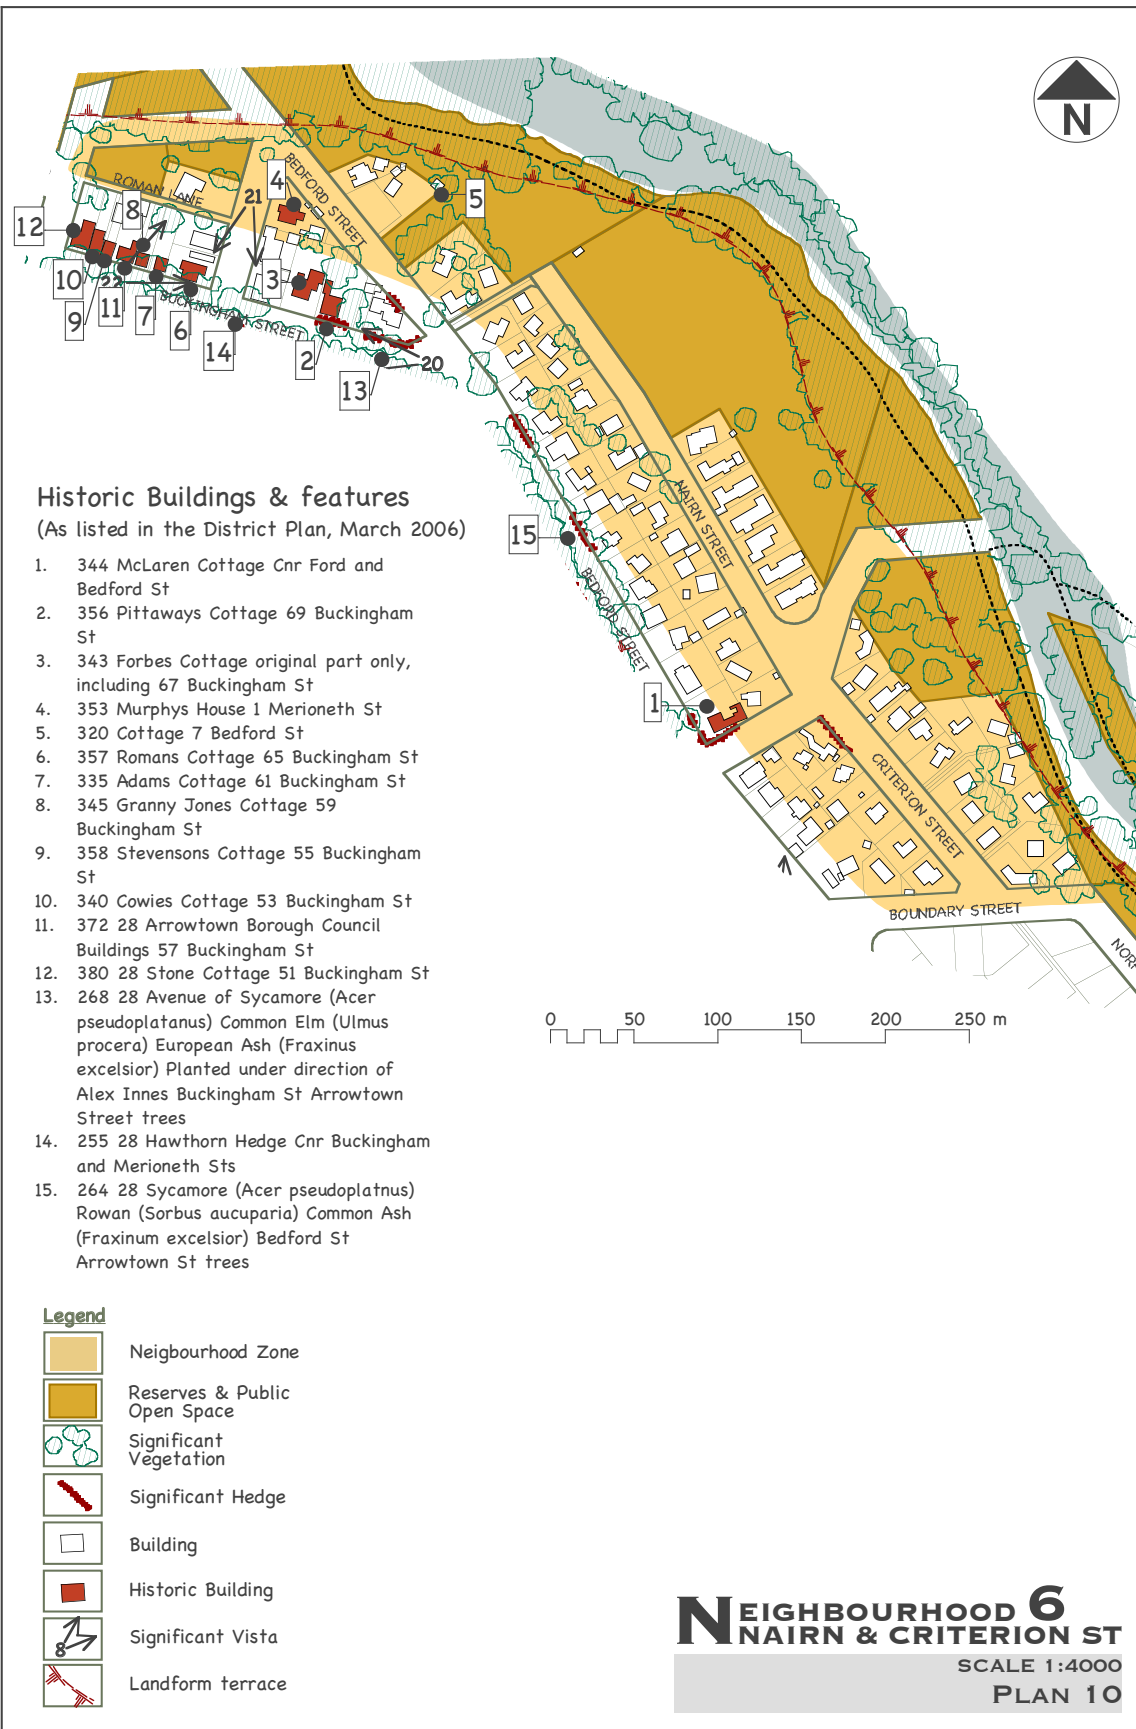 N
BEDFORD STREET
ROMAN LANE
4
21
5
8
12
3
10
22
9
11
7
6
BUCKINGHAM STREET
14
2
20
13
15
NAIRN STREET
BEDFORD STREET
1
CRITERION STREET
BOUNDARY STREET
NORF
Historic Buildings & features
(As listed in the District Plan, March 2006)
1. 344 McLaren Cottage Cnr Ford and
Bedford St
2. 356 Pittaways Cottage 69 Buckingham
St
3. 343 Forbes Cottage original part only,
including 67 Buckingham St
4. 353 Murphys House 1 Merioneth St
5. 320 Cottage 7 Bedford St
6. 357 Romans Cottage 65 Buckingham St
7. 335 Adams Cottage 61 Buckingham St
8. 345 Granny Jones Cottage 59
Buckingham St
9. 358 Stevensons Cottage 55 Buckingham
St
10. 340 Cowies Cottage 53 Buckingham St
11. 372 28 Arrowtown Borough Council
Buildings 57 Buckingham St
12. 380 28 Stone Cottage 51 Buckingham St
13. 268 28 Avenue of Sycamore (Acer
pseudoplatanus) Common Elm (Ulmus
procera) European Ash (Fraxinus
excelsior) Planted under direction of
Alex Innes Buckingham St Arrowtown
Street trees
14. 255 28 Hawthorn Hedge Cnr Buckingham
and Merioneth Sts
15. 264 28 Sycamore (Acer pseudoplatnus)
Rowan (Sorbus aucuparia) Common Ash
(Fraxinum excelsior) Bedford St
Arrowtown St trees
0 50 100 150 200 250 m
Legend
Neigbourhood Zone
Reserves & Public
Open Space
Significant
Vegetation
Significant Hedge
Building
Historic Building
8
Significant Vista
Landform terrace
NEIGHBOURHOOD 6
NAIRN & CRITERION ST
SCALE 1:4000
PLAN 10